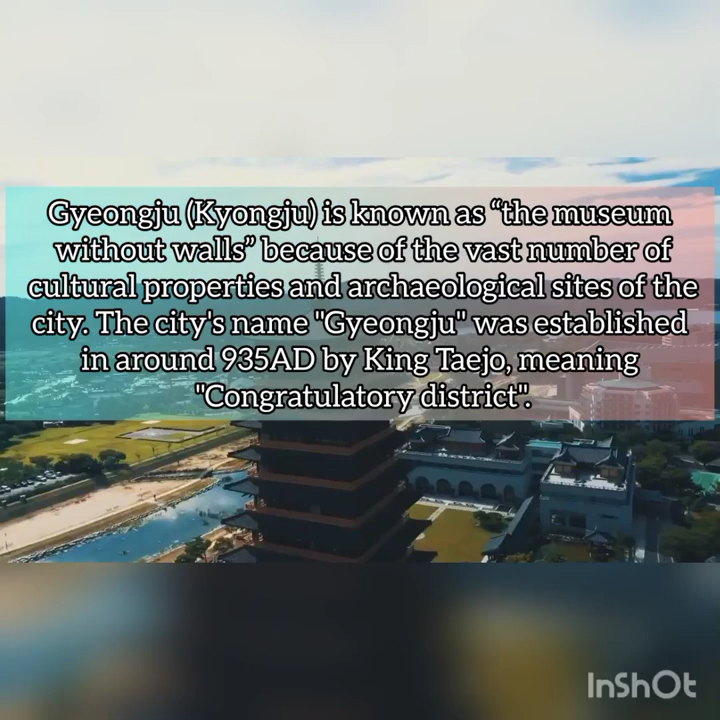 Gyeongju (Kyongju) is known as “the museum
without walls” because of the vast number of
cultural properties and archaeological sites of the
city. The city's name "Gyeongju" was established
in around 935AD by King Taejo, meaning
"Congratulatory district".
InShOt